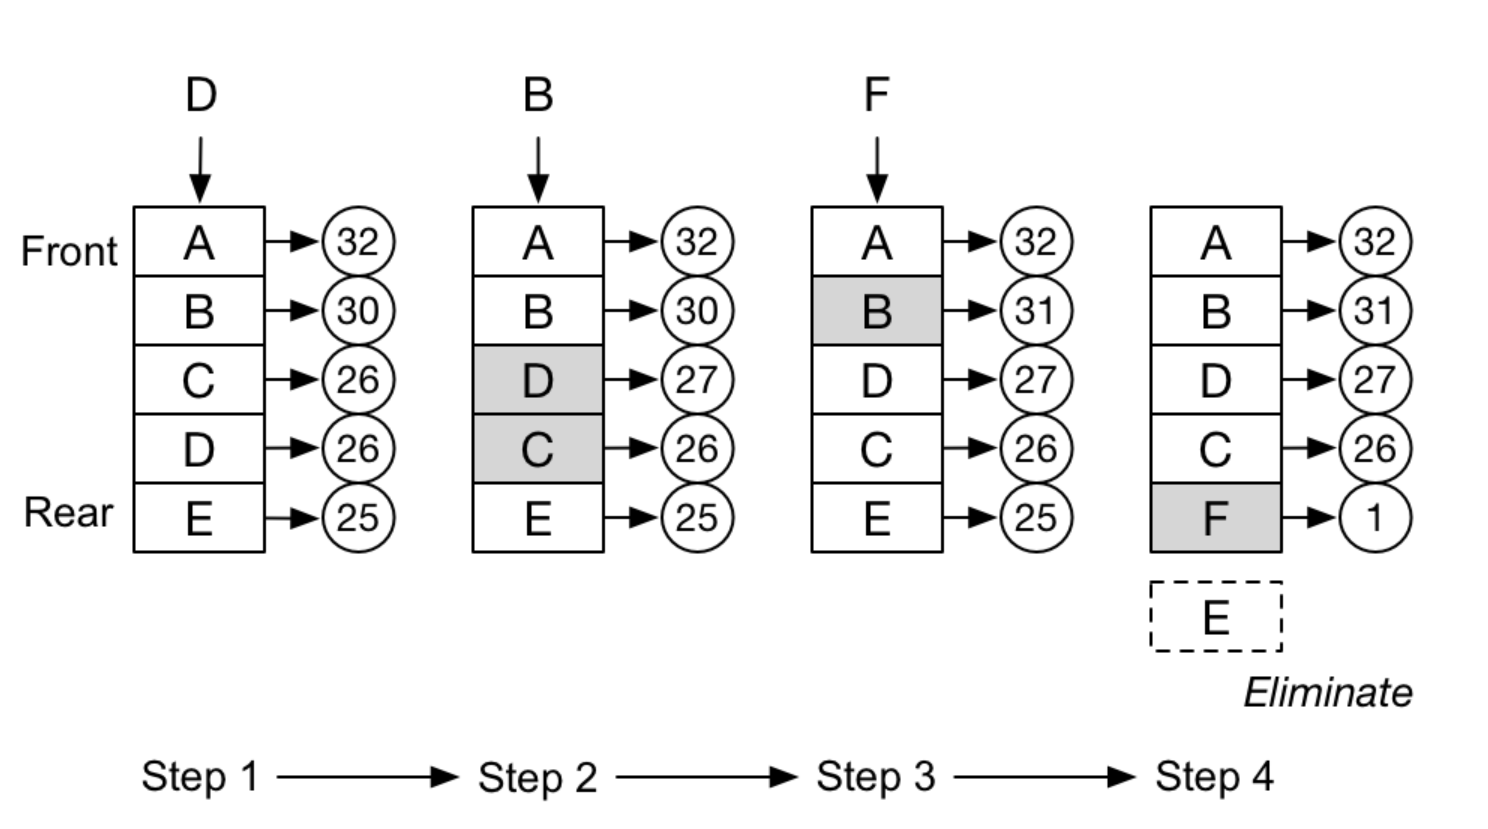 D B F
Front A 32 A 32 A 32 A 32
B 30 B 30 B 31 B 31
C 26 D 27 D 27 D 27
D 26 C 26 C 26 C 26
Rear E 25 E 25 E 25 F 1
E
Eliminate
Step 1 Step 2 Step 3 Step 4